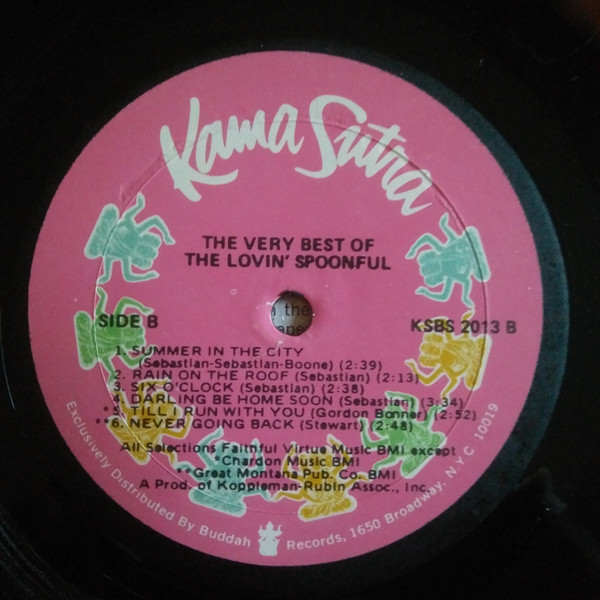 Kama Sutra
THE VERY BEST OF
THE LOVIN' SPOONFUL
the
SIDE B
KSBS 2013 B
1. SUMMER IN THE CITY
(Sebastian-Sebastian-Boone) (2:39)
2. RAIN ON THE ROOF (Sebastian) (2:13)
3. SIX O'CLOCK (Sebastian) (2:38)
4. DARLING BE HOME SOON (Sebastian) (3:34)
*5. TILL I RUN WITH YOU (Gordon Bonner) (2:52)
**6. NEVER GOING BACK (Stewart) (2:48)
All Selections Faithful Virtue Music BMI except
*Chardon Music BMI
**Great Montana Pub. Co. BMI
A Prod. of Koppleman-Rubin Assoc., Inc.
Exclusively Distributed By Buddah Records, 1650 Broadway, N Y C 10019